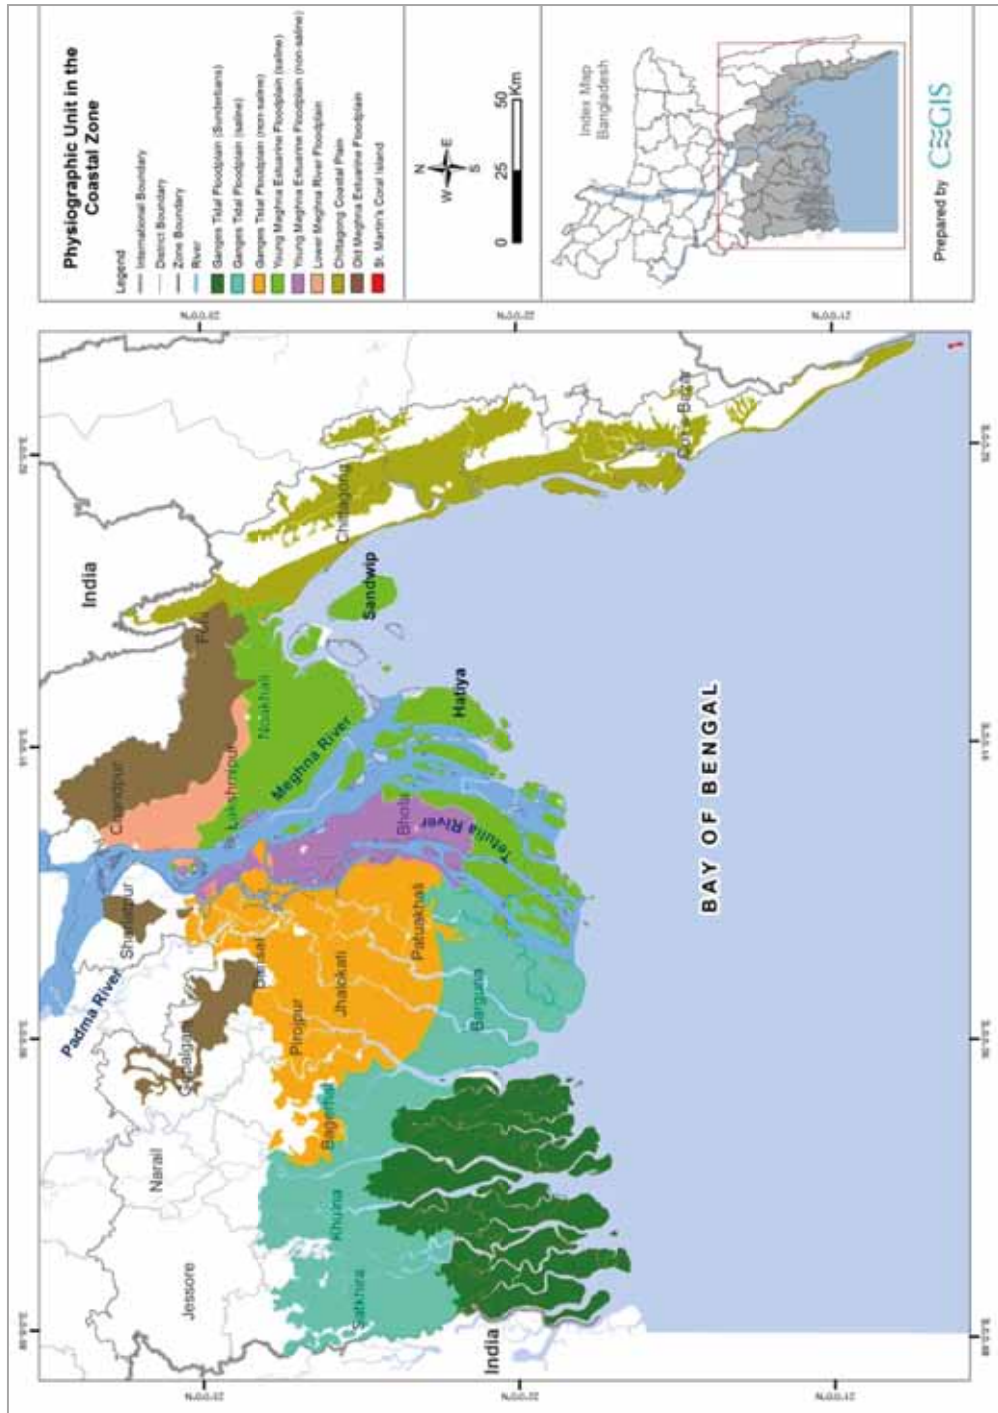 Physiographic Unit in the
Coastal Zone
Legend
International Boundary
District Boundary
Zone Boundary
River
Ganges Tidal Floodplain (Sunderbans)
Ganges Tidal Floodplain (saline)
Ganges Tidal Floodplain (non-saline)
Young Meghna Estuarine Floodplain (saline)
Young Meghna Estuarine Floodplain (non-saline)
Lower Meghna River Floodplain
Chittagong Coastal Plain
Old Meghna Estuarine Floodplain
St. Martin's Coral Island
N
W E
S
0 25 50 Km
Index Map
Bangladesh
Prepared by CEGIS
India
Padma River
Shariatpur
Chandpur
Jessore
Narail
Barisal
Lakshmipur
Noakhali
Meghna River
Chittagong
Sandwip
Satkhira
Khulna
Bagerhat
Pirojpur
Jhalokati
Patuakhali
Bhola
Tetulia River
Hatiya
Barguna
Cox's Bazar
India
BAY OF BENGAL